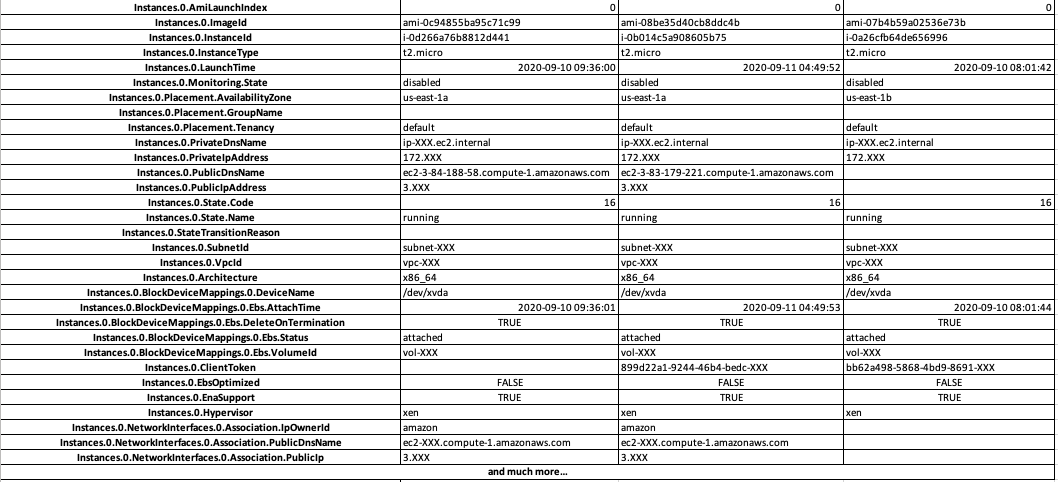 Instances.0.AmiLaunchIndex 0 0 0
Instances.0.ImageId ami-0c94855ba95c71c99 ami-08be35d40cb8ddc4b ami-07b4b59a02536e73b
Instances.0.InstanceId i-0d266a76b8812d441 i-0b014c5a908605b75 i-0a26cfb64de656996
Instances.0.InstanceType t2.micro t2.micro t2.micro
Instances.0.LaunchTime 2020-09-10 09:36:00 2020-09-11 04:49:52 2020-09-10 08:01:42
Instances.0.Monitoring.State disabled disabled disabled
Instances.0.Placement.AvailabilityZone us-east-1a us-east-1a us-east-1b
Instances.0.Placement.GroupName
Instances.0.Placement.Tenancy default default default
Instances.0.PrivateDnsName ip-XXX.ec2.internal ip-XXX.ec2.internal ip-XXX.ec2.internal
Instances.0.PrivateIpAddress 172.XXX 172.XXX 172.XXX
Instances.0.PublicDnsName ec2-3-84-188-58.compute-1.amazonaws.com ec2-3-83-179-221.compute-1.amazonaws.com
Instances.0.PublicIpAddress 3.XXX 3.XXX
Instances.0.State.Code 16 16 16
Instances.0.State.Name running running running
Instances.0.StateTransitionReason
Instances.0.SubnetId subnet-XXX subnet-XXX subnet-XXX
Instances.0.VpcId vpc-XXX vpc-XXX vpc-XXX
Instances.0.Architecture x86_64 x86_64 x86_64
Instances.0.BlockDeviceMappings.0.DeviceName /dev/xvda /dev/xvda /dev/xvda
Instances.0.BlockDeviceMappings.0.Ebs.AttachTime 2020-09-10 09:36:01 2020-09-11 04:49:53 2020-09-10 08:01:44
Instances.0.BlockDeviceMappings.0.Ebs.DeleteOnTermination TRUE TRUE TRUE
Instances.0.BlockDeviceMappings.0.Ebs.Status attached attached attached
Instances.0.BlockDeviceMappings.0.Ebs.VolumeId vol-XXX vol-XXX vol-XXX
Instances.0.ClientToken 899d22a1-9244-46b4-bedc-XXX bb62a498-5868-4bd9-8691-XXX
Instances.0.EbsOptimized FALSE FALSE FALSE
Instances.0.EnaSupport TRUE TRUE TRUE
Instances.0.Hypervisor xen xen xen
Instances.0.NetworkInterfaces.0.Association.IpOwnerId amazon amazon
Instances.0.NetworkInterfaces.0.Association.PublicDnsName ec2-XXX.compute-1.amazonaws.com ec2-XXX.compute-1.amazonaws.com
Instances.0.NetworkInterfaces.0.Association.PublicIp 3.XXX 3.XXX
and much more...